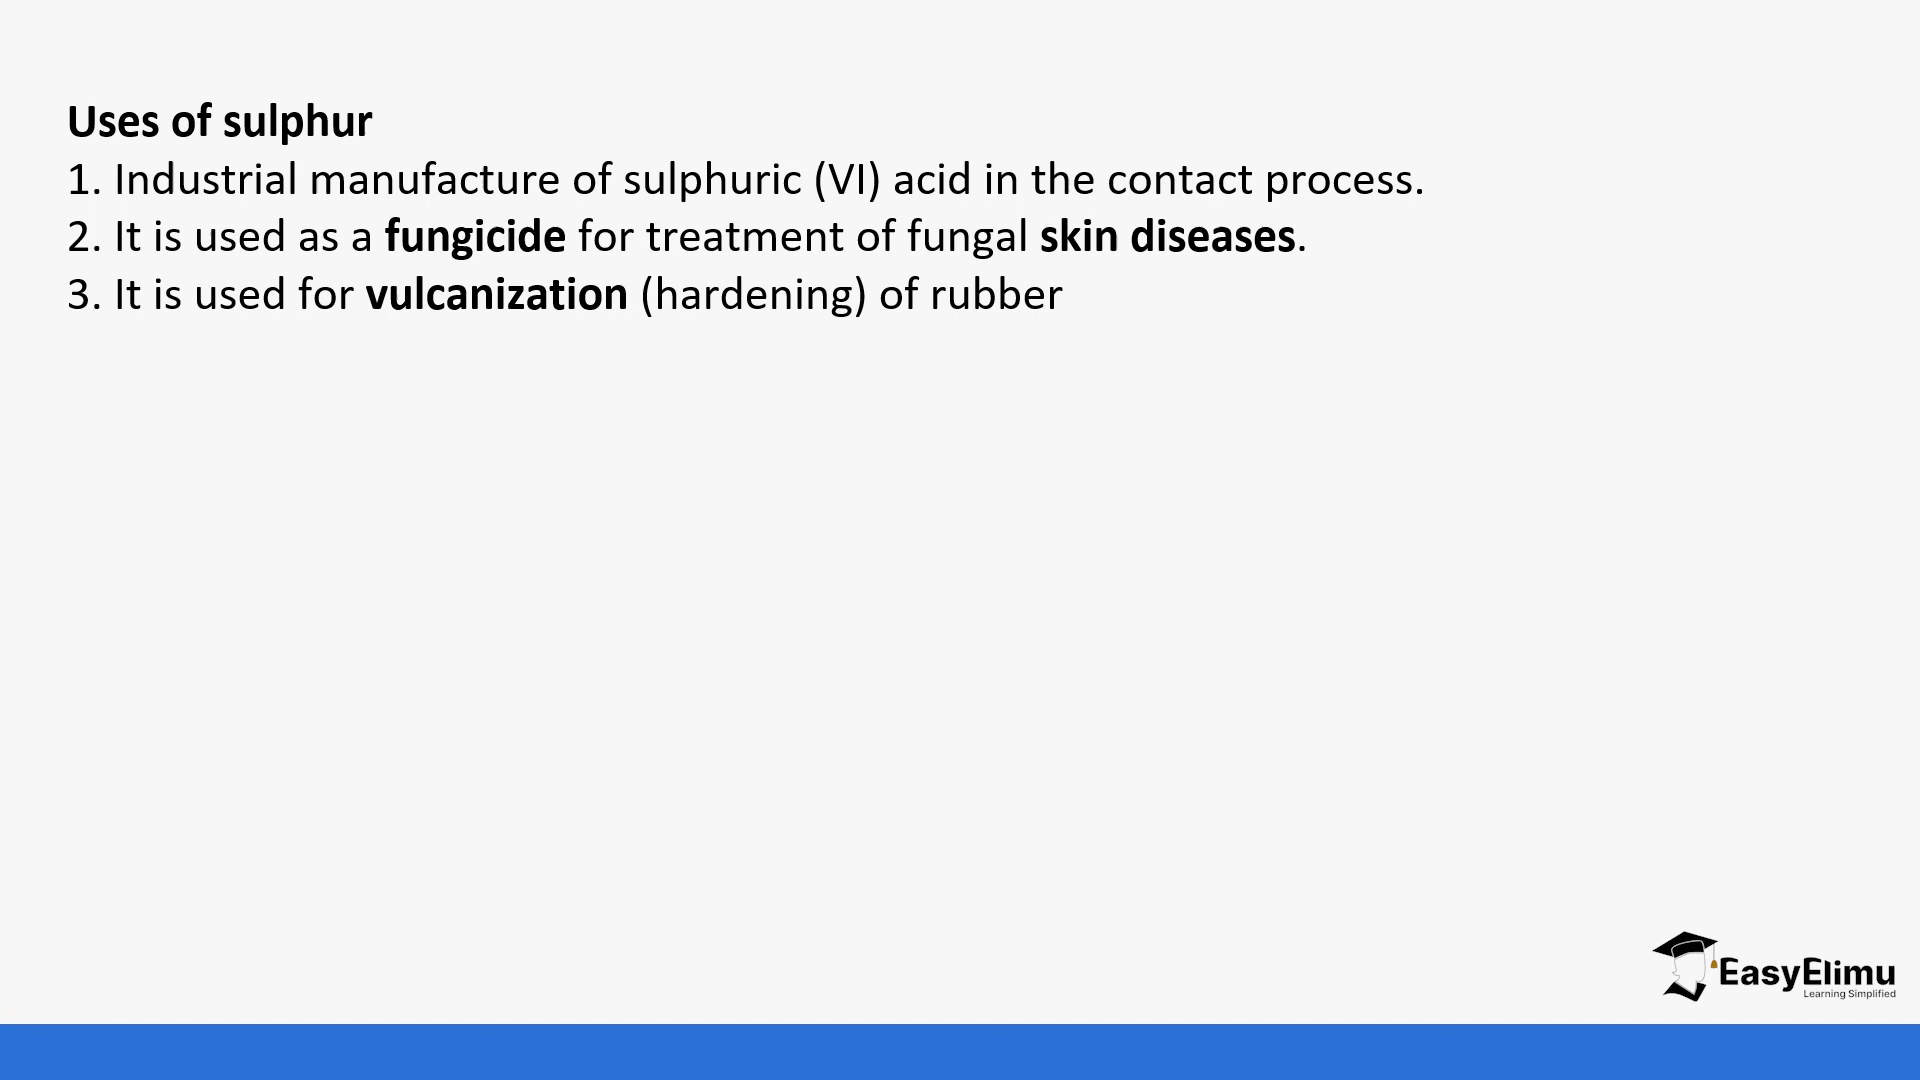 Uses of sulphur
1. Industrial manufacture of sulphuric (VI) acid in the contact process.
2. It is used as a fungicide for treatment of fungal skin diseases.
3. It is used for vulcanization (hardening) of rubber
EasyElimu
Learning Simplified